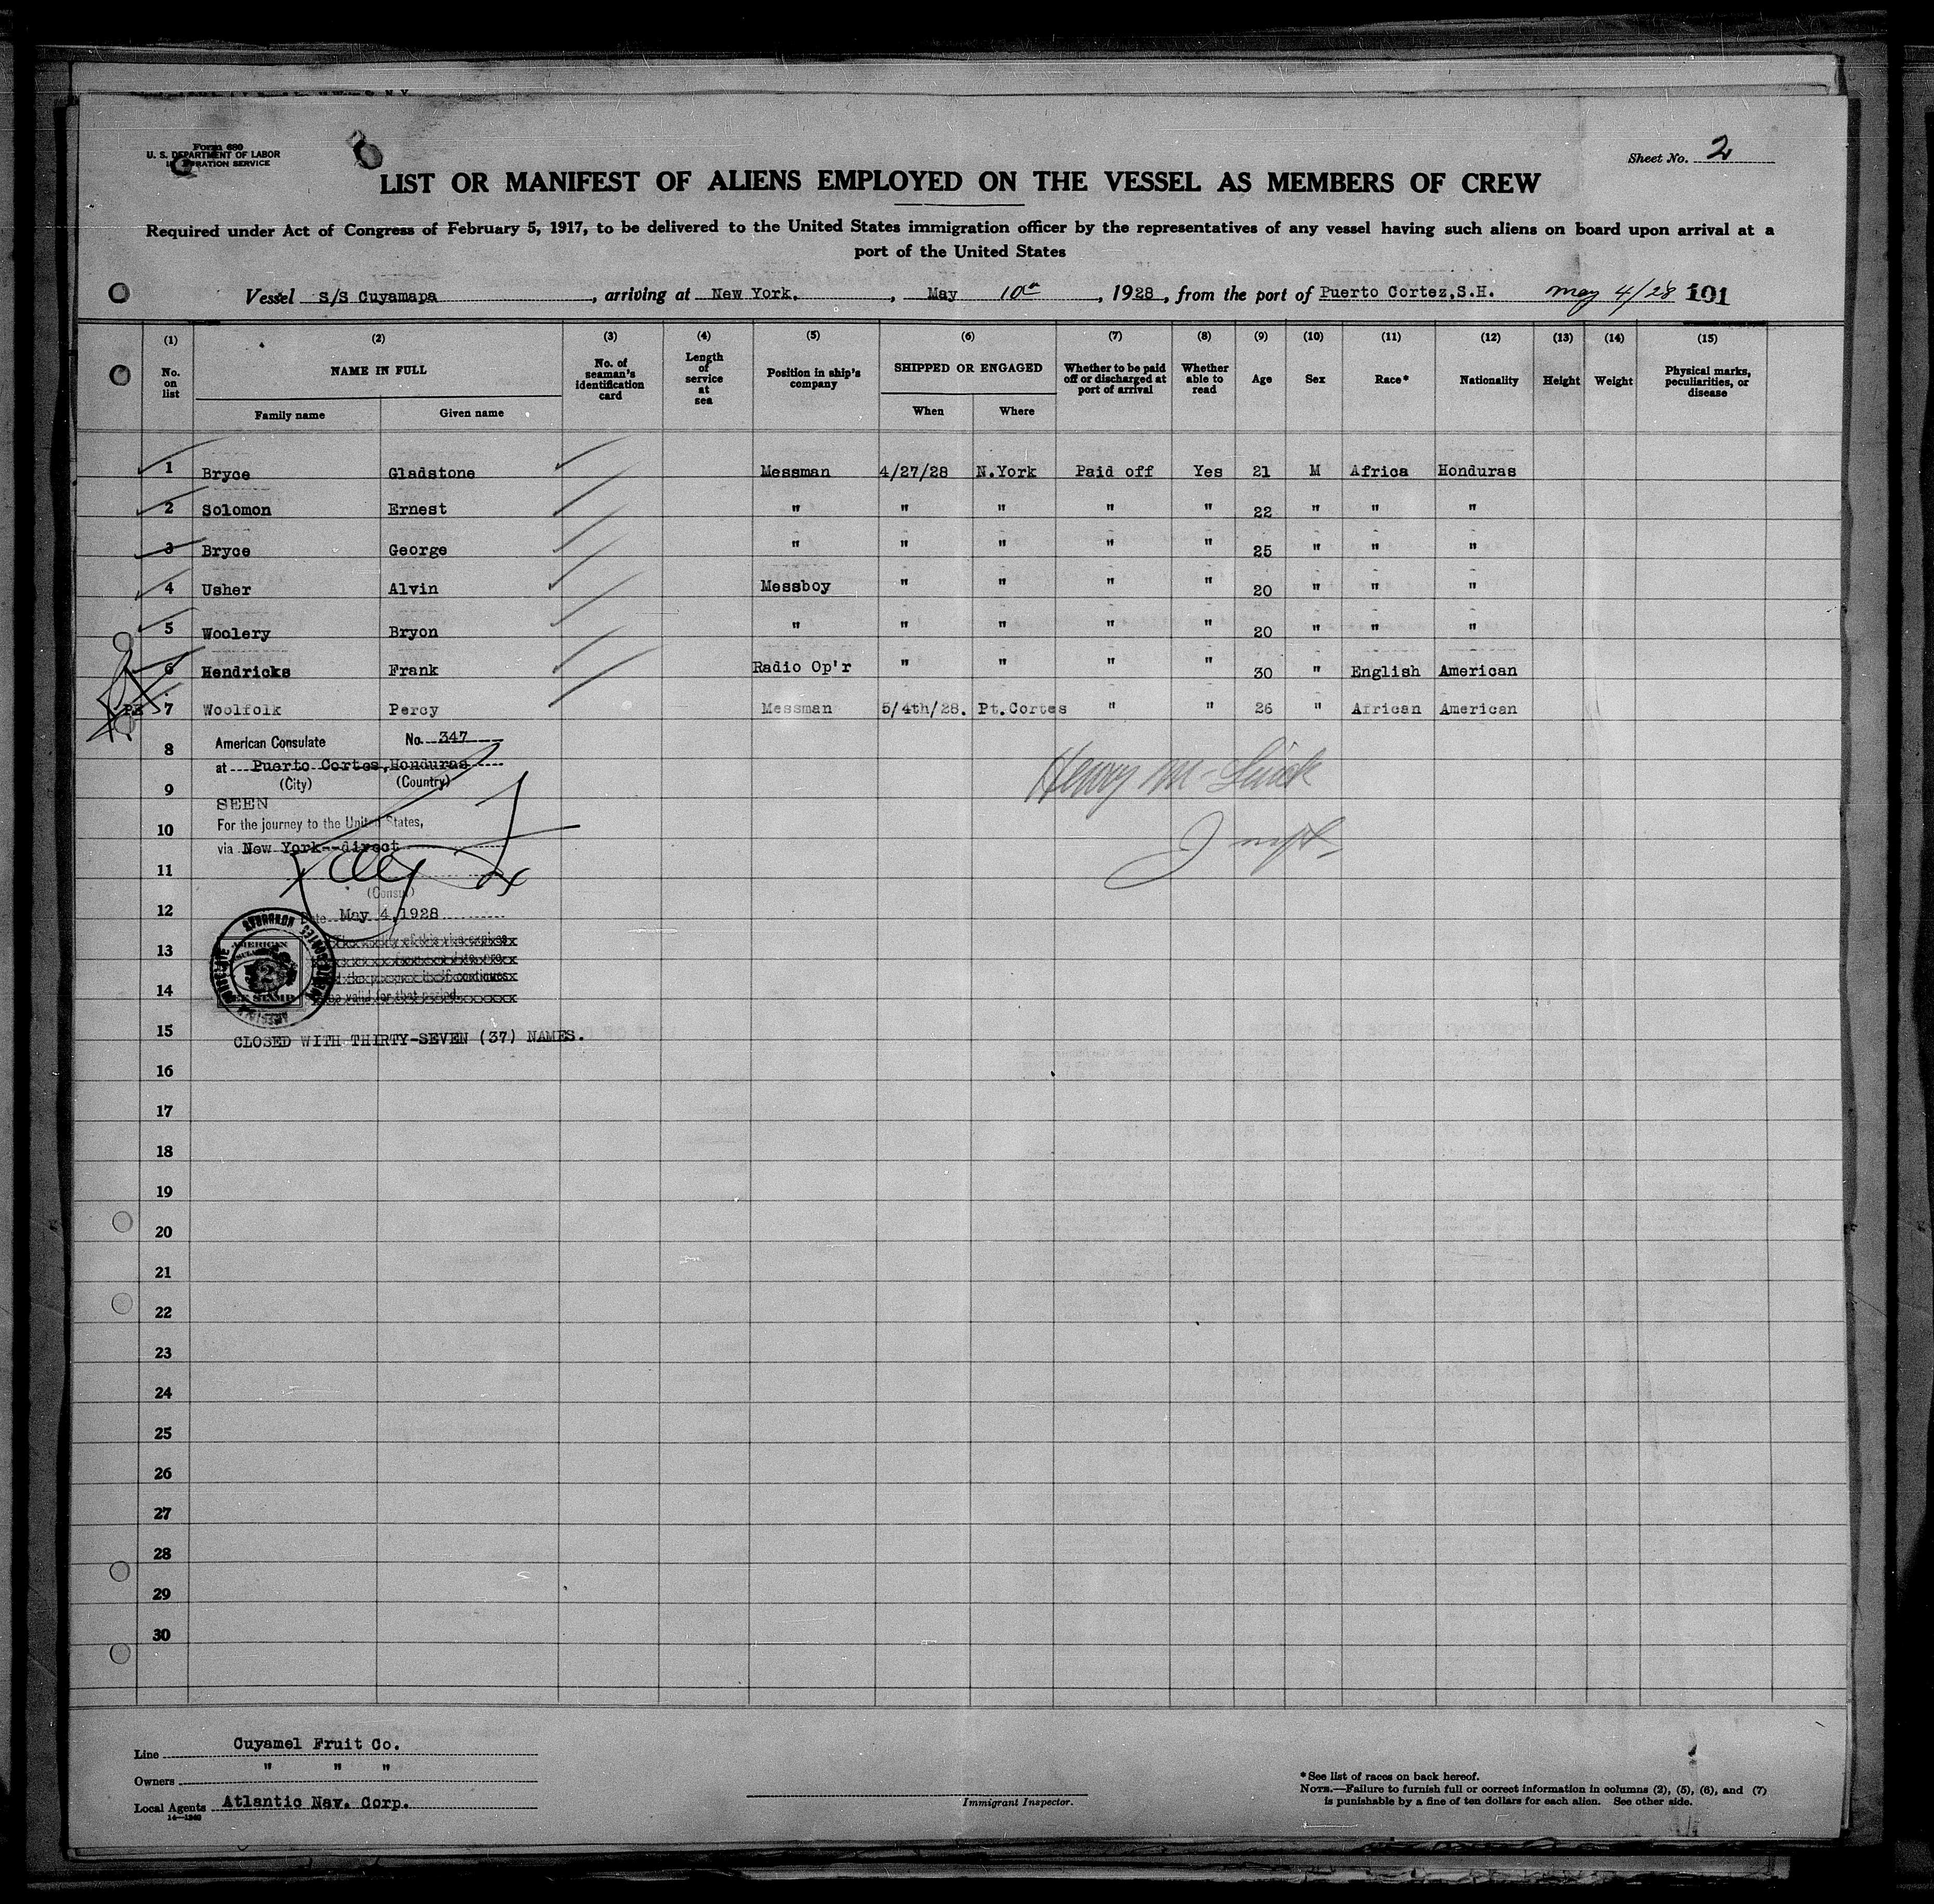 Form 680
U. S. DEPARTMENT OF LABOR
IMMIGRATION SERVICE
Sheet No. 2
LIST OR MANIFEST OF ALIENS EMPLOYED ON THE VESSEL AS MEMBERS OF CREW
Required under Act of Congress of February 5, 1917, to be delivered to the United States immigration officer by the representatives of any vessel having such aliens on board upon arrival at a
port of the United States
Vessel S/S Cuyamapa, arriving at New York, , May 10th, 1928, from the port of Puerto Cortez,S.H. May 4/28 101
(1) (2) (3) (4) (5) (6) (7) (8) (9) (10) (11) (12) (13) (14) (15)
No. on list NAME IN FULL Family name Given name No. of seaman's identification card Length of service at sea Position in ship's company SHIPPED OR ENGAGED When Where Whether to be paid off or discharged at port of arrival Whether able to read Age Sex Race* Nationality Height Weight Physical marks, peculiarities, or disease
1 Bryce Gladstone Messman 4/27/28 N.York Paid off Yes 21 M Africa Honduras
2 Solomon Ernest " " " " " 22 " " "
3 Bryce George " " " " " 25 " " "
4 Usher Alvin Messboy " " " " 20 " " "
5 Woolery Bryon " " " " " 20 " " "
6 Hendricks Frank Radio Op'r " " " " 30 " English American
7 Woolfolk Percy Messman 5/4th/28. Pt.Cortes " " 26 " African American
8 American Consulate No. 347
at Puerto Cortes,Honduras
(City) (Country)
9
SEEN
10 For the journey to the United States,
via New York--direct
11
(Consul)
12 Date May 4,1928
13
14
15 CLOSED WITH THIRTY-SEVEN (37) NAMES.
16
17
18
19
20
21
22
23
24
25
26
27
28
29
30
Line Cuyamel Fruit Co.
Owners " " "
Local Agents Atlantic Nav. Corp.
14—1240
Immigrant Inspector.
*See list of races on back hereof.
NOTE.—Failure to furnish full or correct information in columns (2), (5), (6), and (7)
is punishable by a fine of ten dollars for each alien. See other side.